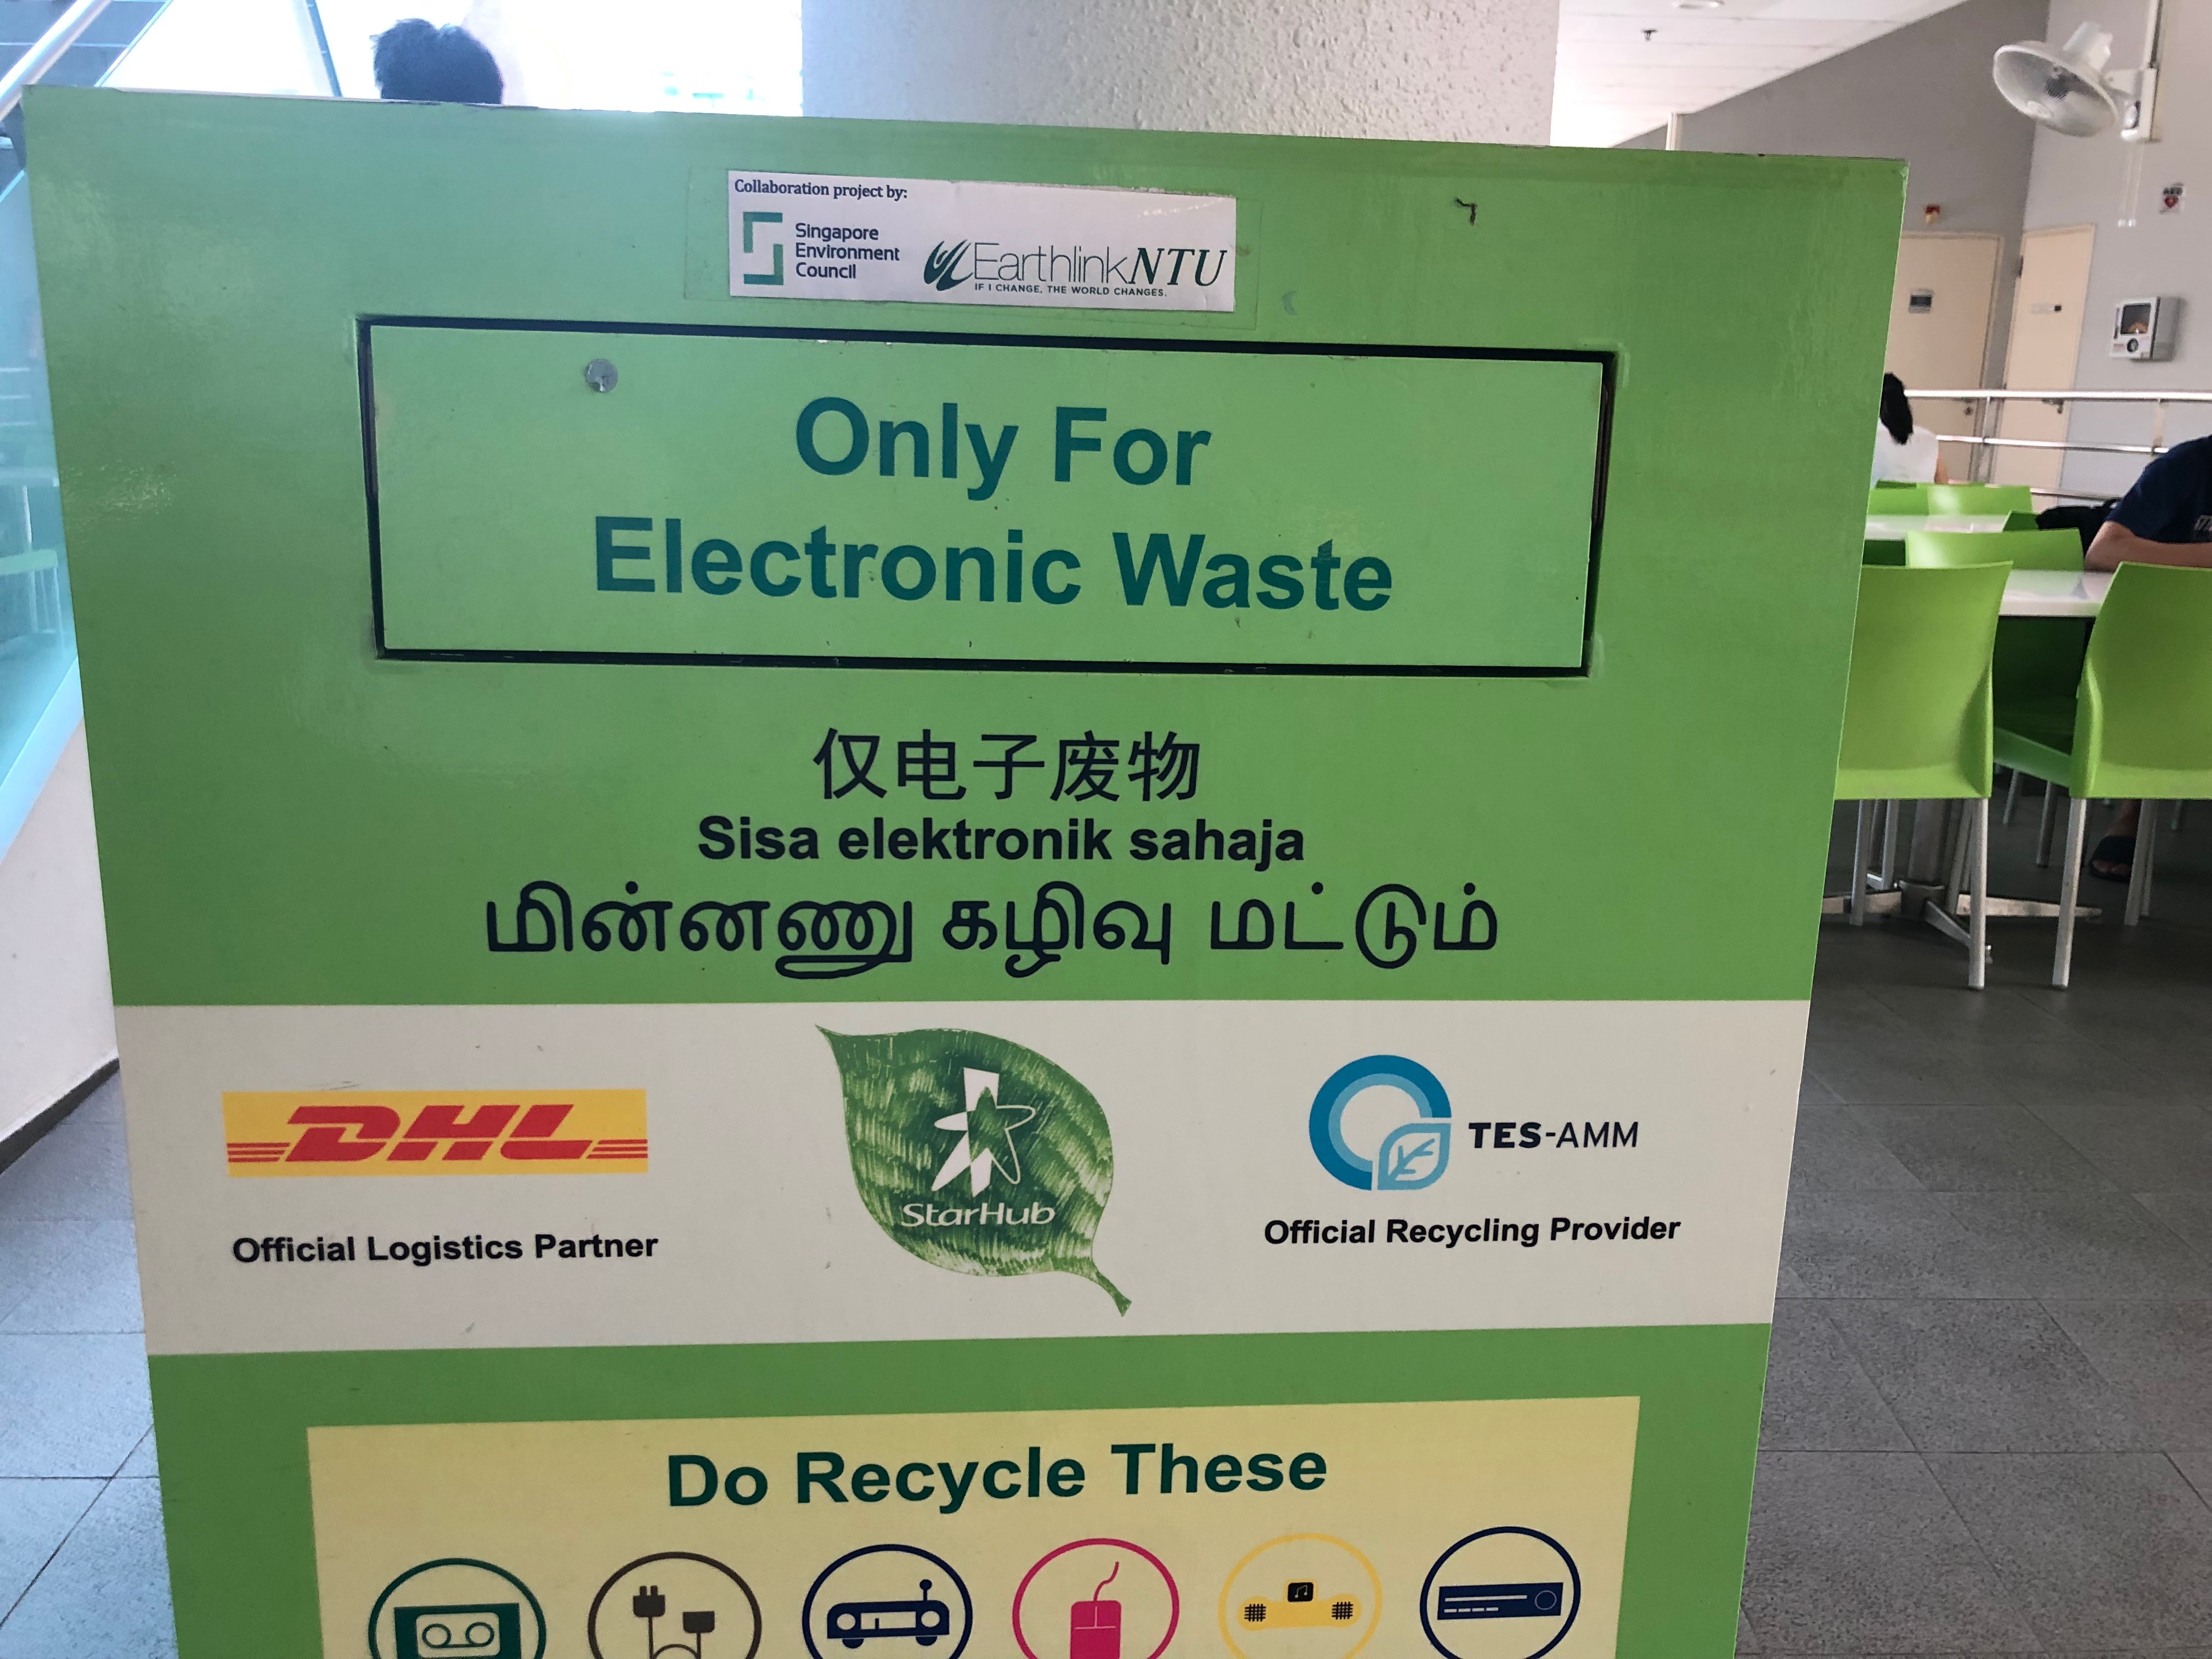 Collaboration project by:
Singapore
Environment
Council
EarthlinkNTU
IF I CHANGE, THE WORLD CHANGES.
Only For
Electronic Waste
仅电子废物
Sisa elektronik sahaja
மின்னணு கழிவு மட்டும்
DHL
Official Logistics Partner
StarHub
TES-AMM
Official Recycling Provider
Do Recycle These
AED